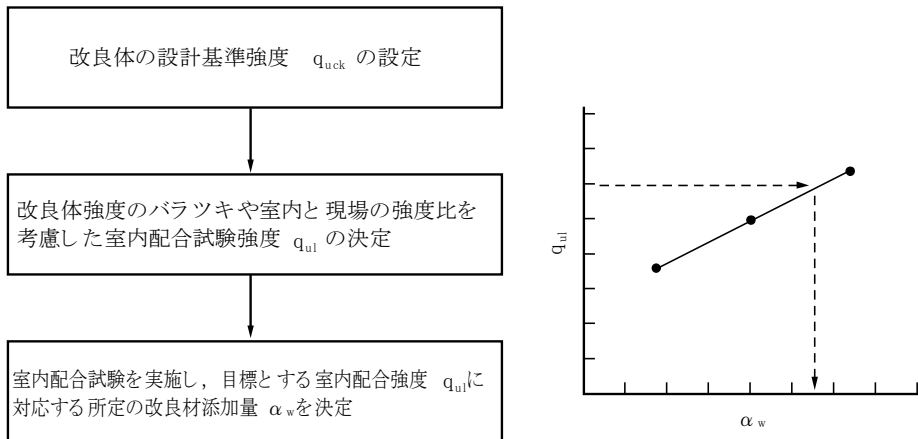 改良体の設計基準強度 quck の設定
改良体強度のバラツキや室内と現場の強度比を
考慮した室内配合試験強度 qul の決定
室内配合試験を実施し，目標とする室内配合強度 qulに
対応する所定の改良材添加量 αwを決定
qul
αw